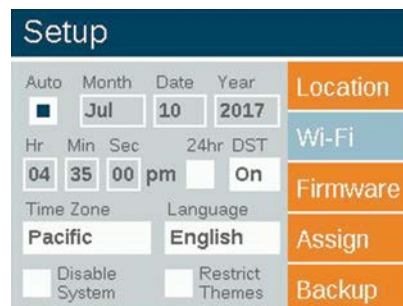 Setup
Auto Month Date Year
Jul 10 2017
Hr Min Sec 24hr DST
04 35 00 pm On
Time Zone Language
Pacific English
Disable System Restrict Themes
Location
Wi-Fi
Firmware
Assign
Backup